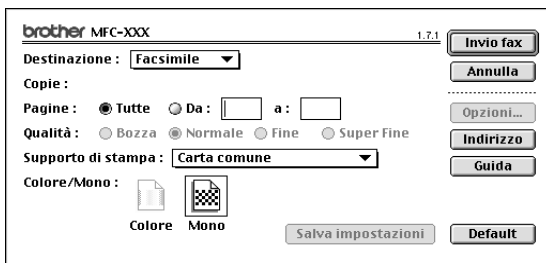 brother MFC-XXX 1.7.1
Invio fax
Destinazione : Facsimile
Annulla
Copie :
Pagine : Tutte Da : a :
Opzioni...
Qualità : Bozza Normale Fine Super Fine
Indirizzo
Supporto di stampa : Carta comune
Guida
Colore/Mono :
Colore Mono
Salva impostazioni
Default